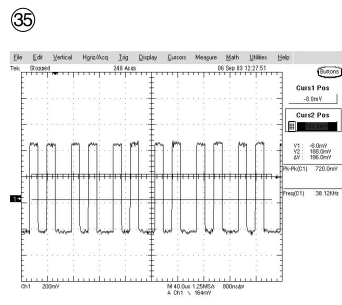 35
File Edit Vertical Horiz/Acq Trig Display Cursors Measure Math Utilities Help
Tek Stopped 248 Acqs 06 Sep 03 12:27:51
Buttons
Curs1 Pos
-8.0mV
Curs2 Pos
V1: -8.0mV
V2: 188.0mV
ΔV: 196.0mV
Pk-Pk(C1) 720.0mV
Freq(C1) 38.12KHz
Ch1 200mV M 40.0us 1.25MS/s 800ns/pt
A Ch1 \ 164mV